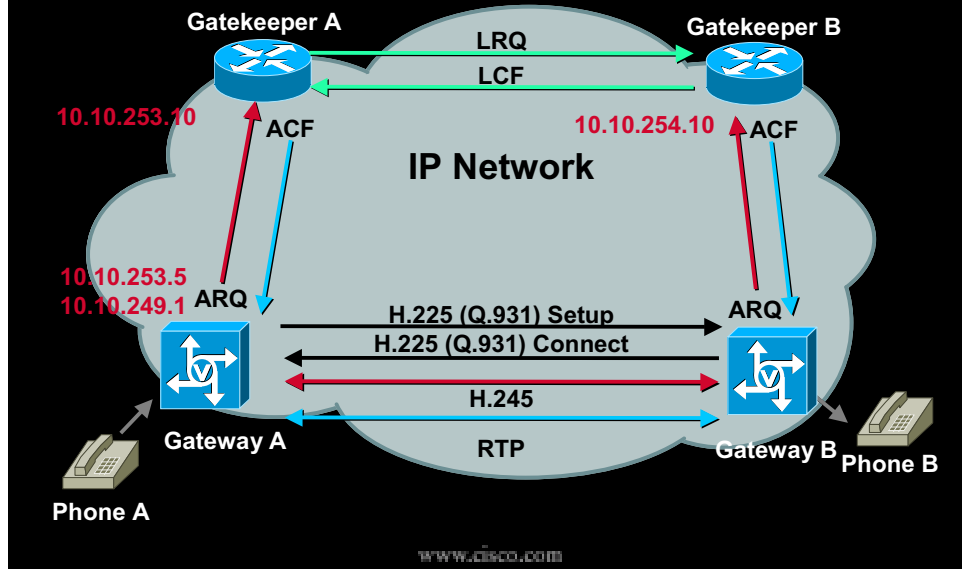 Gatekeeper A
LRQ
Gatekeeper B
LCF
10.10.253.10
ACF
10.10.254.10
ACF
IP Network
10.10.253.5
10.10.249.1
ARQ
ARQ
H.225 (Q.931) Setup
H.225 (Q.931) Connect
V
V
H.245
Gateway A
RTP
Gateway B
Phone B
Phone A
www.cisco.com